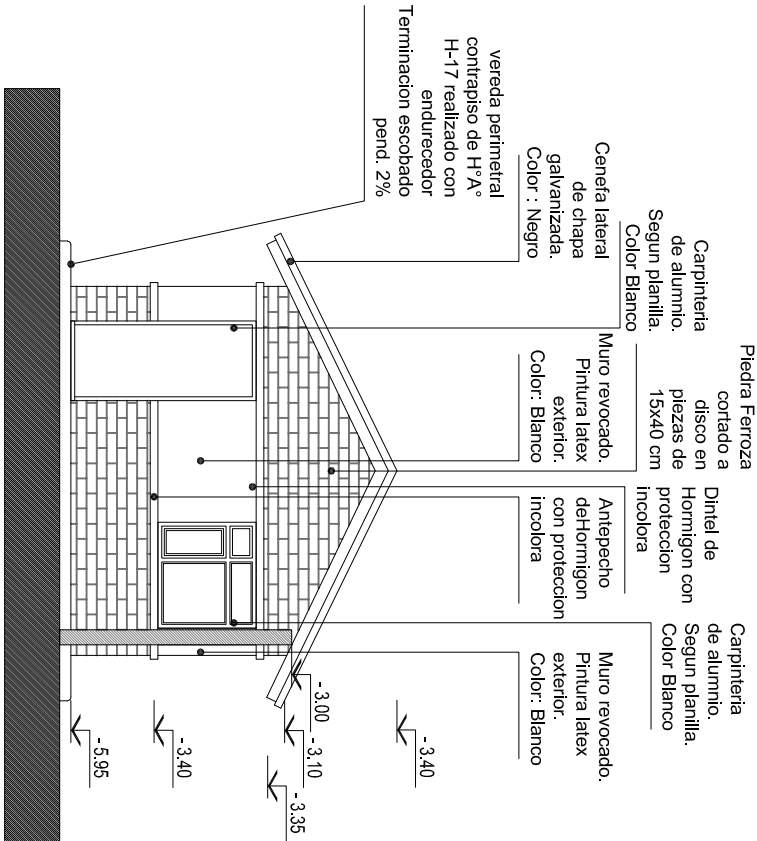 vereda perimetral
contrapiso de HºAº
H-17 realizado con
endurecedor
Terminacion escobado
pend. 2%
Cenefa lateral
de chapa
galvanizada.
Color : Negro
Carpinteria
de alumnio.
Segun planilla.
Color Blanco
Muro revocado.
Pintura latex
exterior.
Color: Blanco
Piedra Ferroza
cortado a
disco en
piezas de
15x40 cm
Dintel de
Hormigon con
proteccion
incolora
Antepecho
deHormigon
con proteccion
incolora
Carpinteria
de alumnio.
Segun planilla.
Color Blanco
Muro revocado.
Pintura latex
exterior.
Color: Blanco
- 3.40
- 3.00
- 3.10
- 3.35
- 3.40
- 5.95